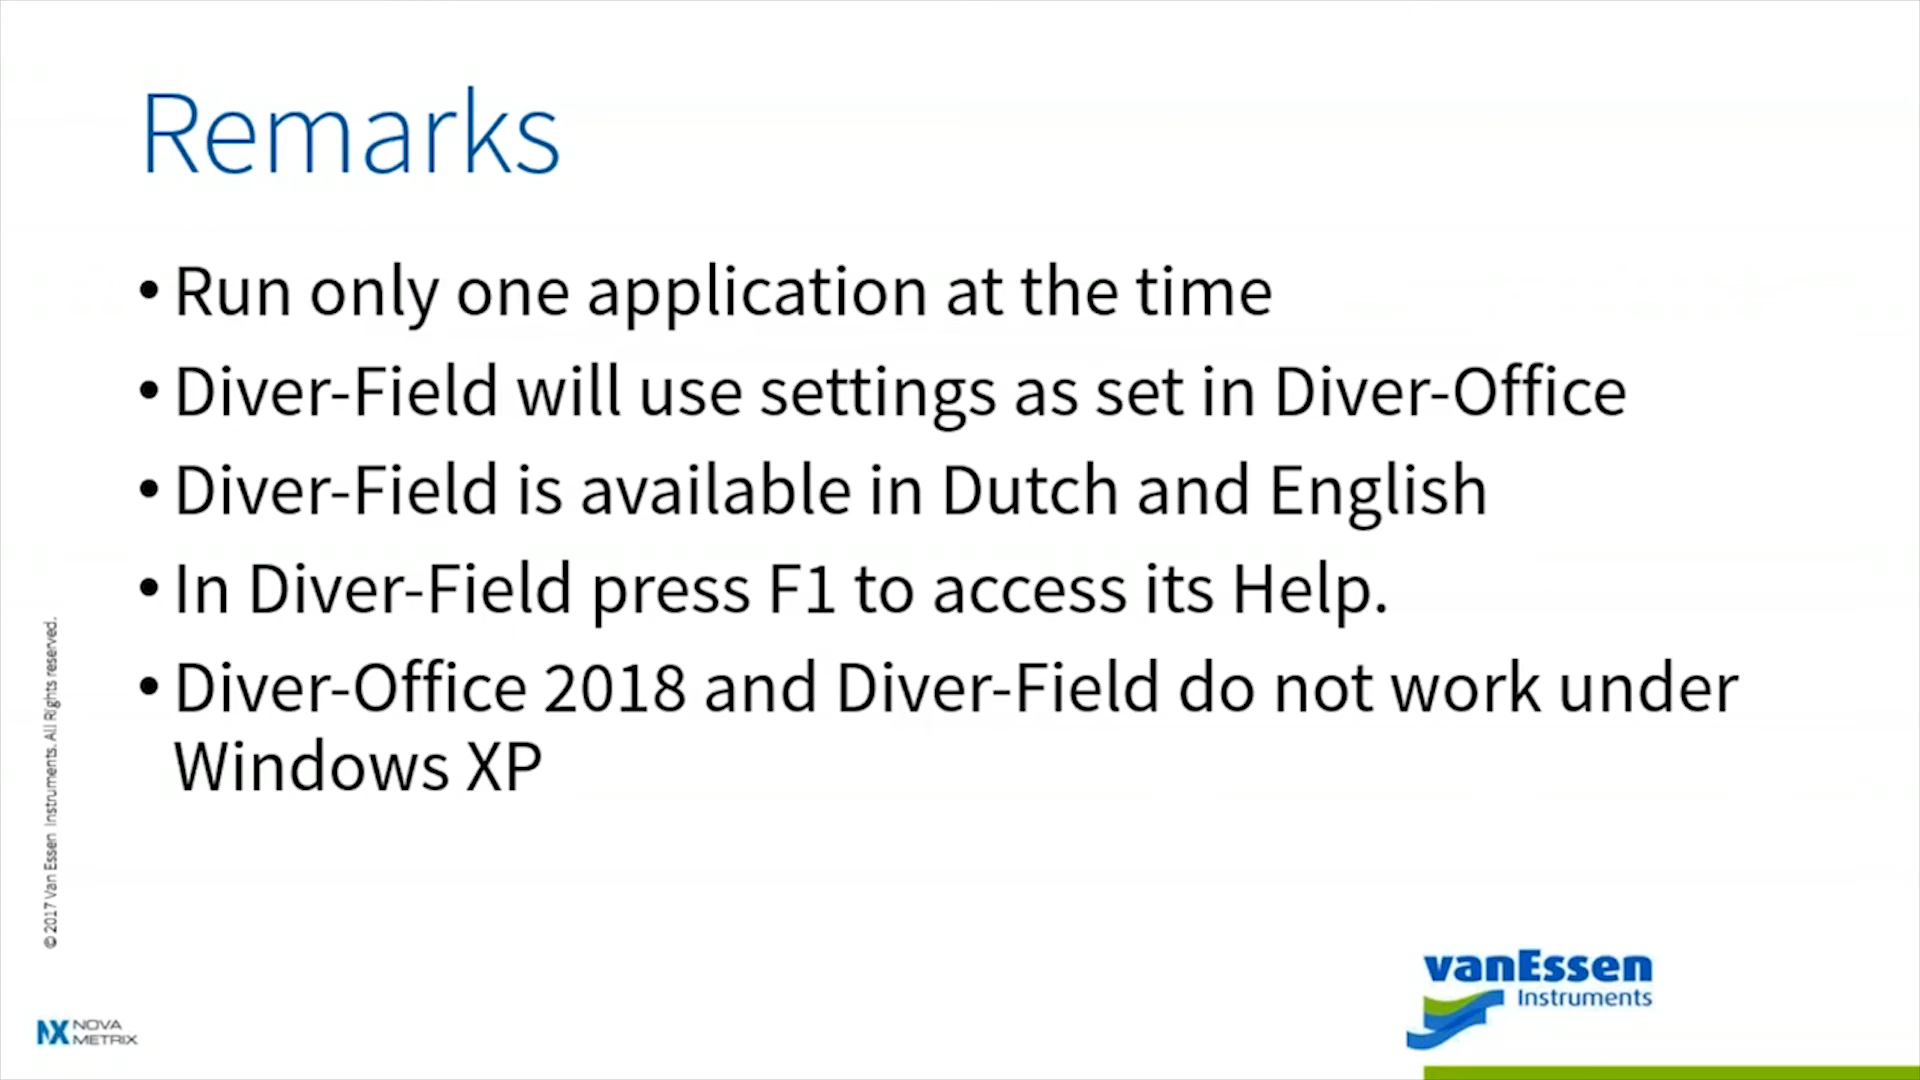 Remarks
• Run only one application at the time
• Diver-Field will use settings as set in Diver-Office
• Diver-Field is available in Dutch and English
• In Diver-Field press F1 to access its Help.
• Diver-Office 2018 and Diver-Field do not work under
Windows XP
© 2017 Van Essen Instruments. All Rights reserved.
NOVA
METRIX
vanEssen
Instruments